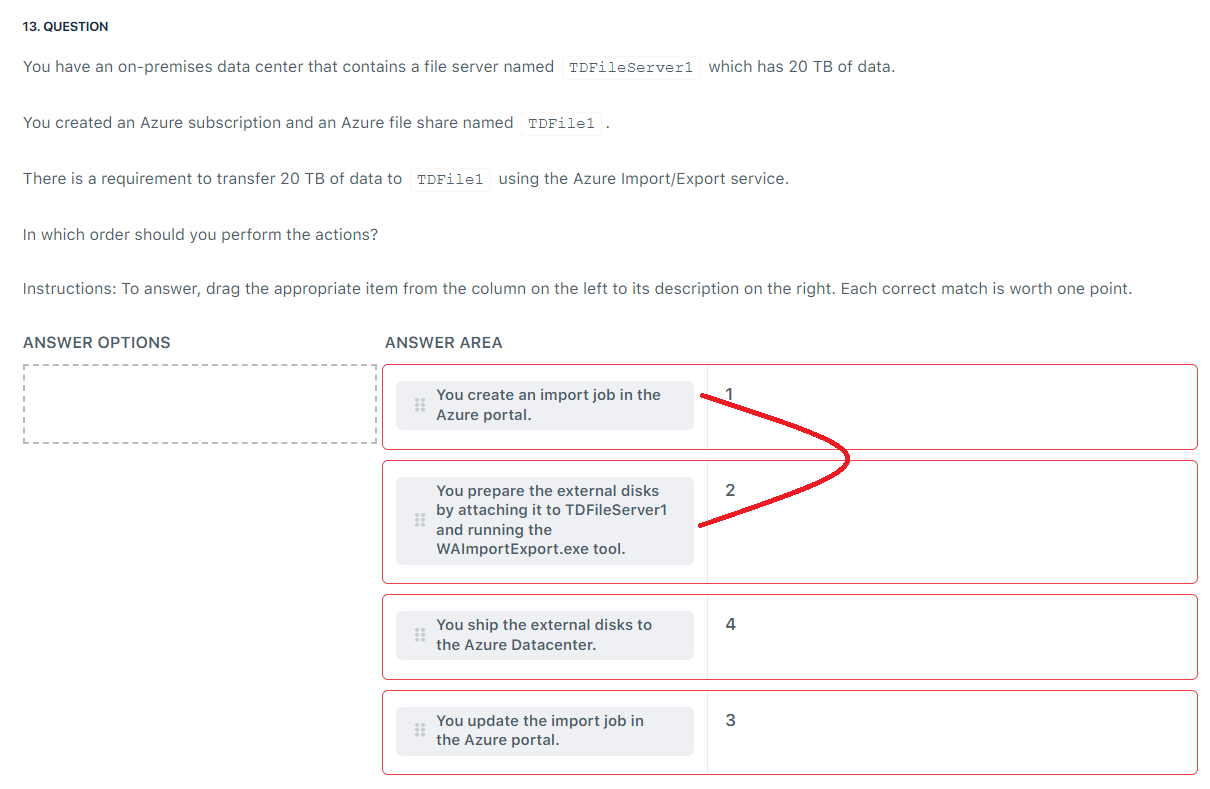 13. QUESTION
You have an on-premises data center that contains a file server named TDFileServer1 which has 20 TB of data.
You created an Azure subscription and an Azure file share named TDFile1 .
There is a requirement to transfer 20 TB of data to TDFile1 using the Azure Import/Export service.
In which order should you perform the actions?
Instructions: To answer, drag the appropriate item from the column on the left to its description on the right. Each correct match is worth one point.
ANSWER OPTIONS
ANSWER AREA
You create an import job in the
Azure portal.
1
You prepare the external disks
by attaching it to TDFileServer1
and running the
WAImportExport.exe tool.
2
You ship the external disks to
the Azure Datacenter.
4
You update the import job in
the Azure portal.
3